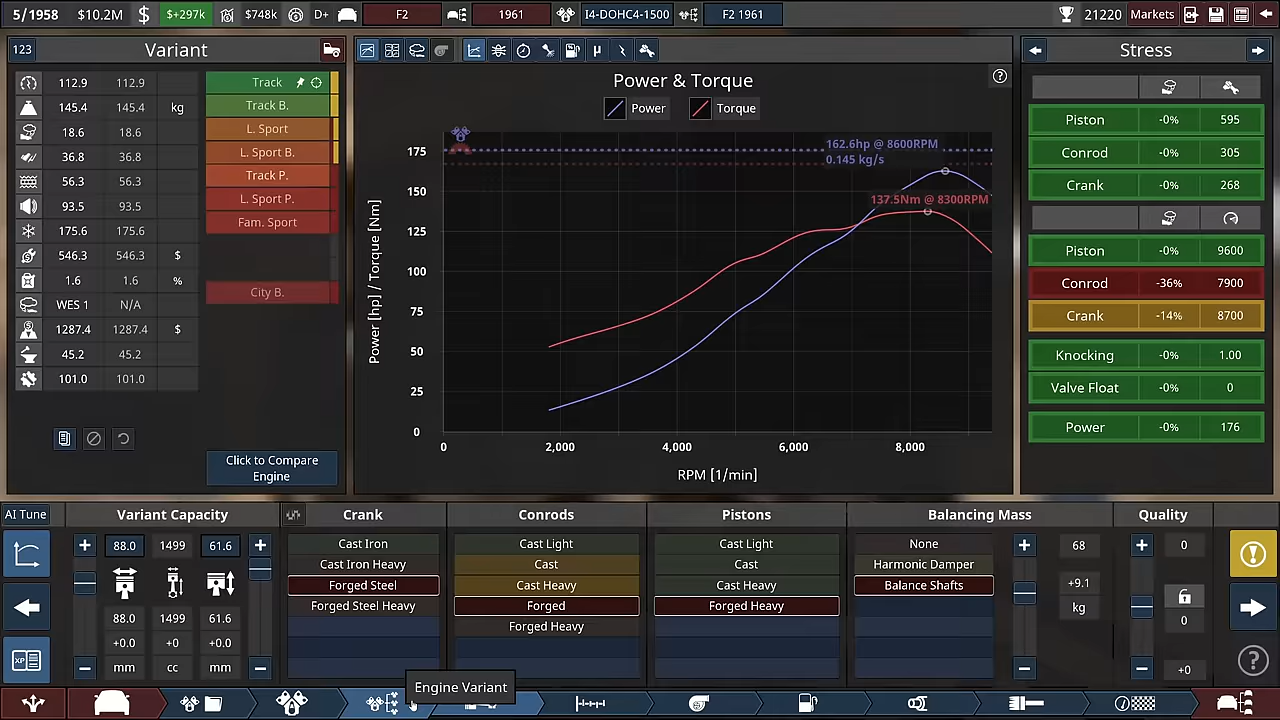 5/1958 $10.2M $ $+297k $748k D+ F2 1961 I4-DOHC4-1500 F2 1961 21220 Markets
123 Variant
112.9 112.9
145.4 145.4 kg
18.6 18.6
36.8 36.8
56.3 56.3
93.5 93.5
175.6 175.6
546.3 546.3 $
1.6 1.6 %
WES 1 N/A
1287.4 1287.4 $
45.2 45.2
101.0 101.0
Track
Track B.
L. Sport
L. Sport B.
Track P.
L. Sport P.
Fam. Sport
City B.
Click to Compare
Engine
Power & Torque
Power Torque
Power [hp] / Torque [Nm]
175
150
125
100
75
50
25
0
162.6hp @ 8600RPM
0.145 kg/s
137.5Nm @ 8300RPM
0 2,000 4,000 6,000 8,000
RPM [1/min]
Stress
Piston -0% 595
Conrod -0% 305
Crank -0% 268
Piston -0% 9600
Conrod -36% 7900
Crank -14% 8700
Knocking -0% 1.00
Valve Float -0% 0
Power -0% 176
AI Tune
Variant Capacity
+ 88.0 1499 61.6 +
88.0 1499 61.6
+0.0 +0 +0.0
mm cc mm
Crank
Cast Iron
Cast Iron Heavy
Forged Steel
Forged Steel Heavy
Conrods
Cast Light
Cast
Cast Heavy
Forged
Forged Heavy
Pistons
Cast Light
Cast
Cast Heavy
Forged Heavy
Balancing Mass
None
Harmonic Damper
Balance Shafts
68
+9.1
kg
Quality
0
0
+0
XP
Engine Variant